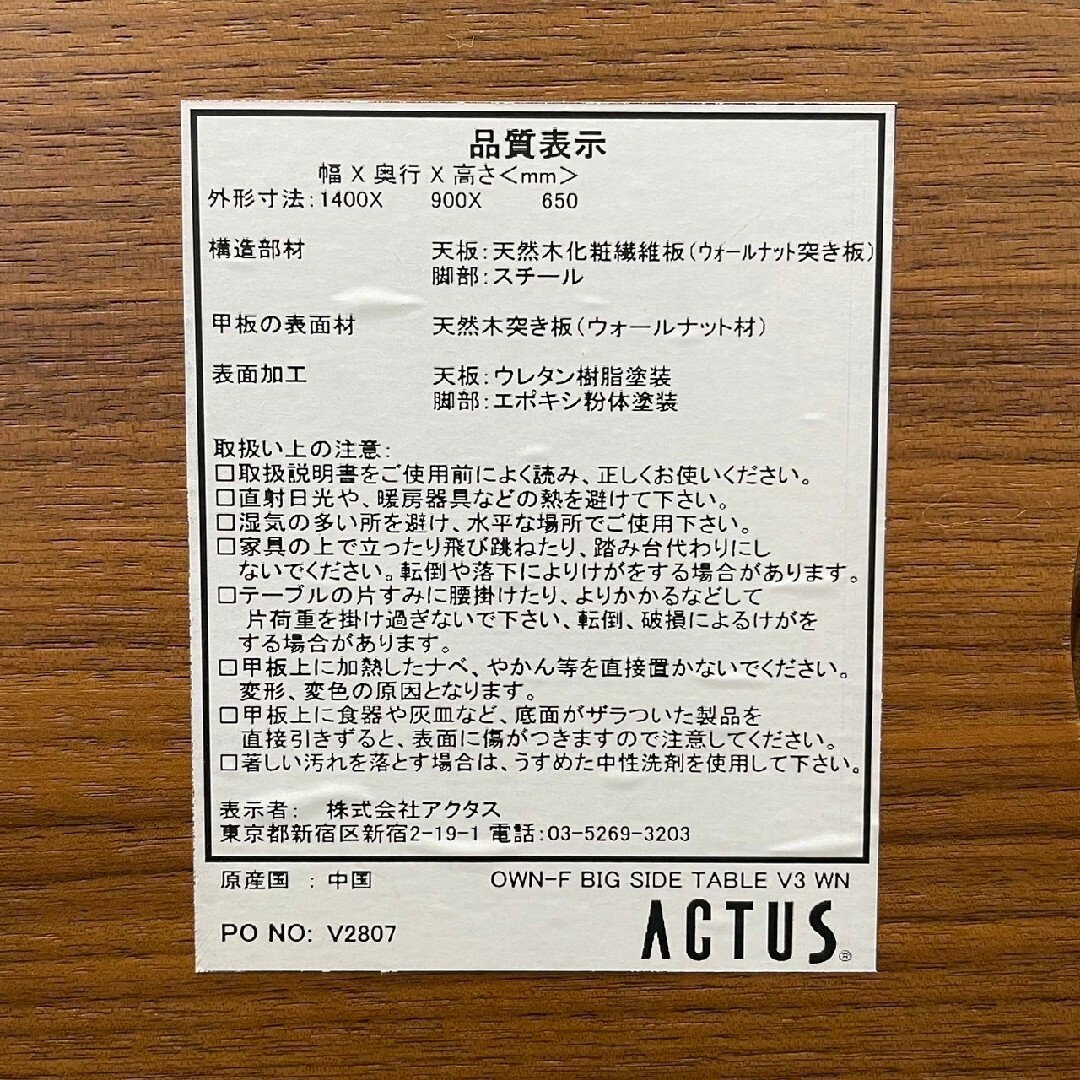 品質表示
幅 X 奥行 X 高さ<mm>
外形寸法:1400X 900X 650
構造部材 天板:天然木化粧繊維板(ウォールナット突き板)
脚部:スチール
甲板の表面材 天然木突き板(ウォールナット材)
表面加工 天板:ウレタン樹脂塗装
脚部:エポキシ粉体塗装
取扱い上の注意:
□取扱説明書をご使用前によく読み、正しくお使いください。
□直射日光や、暖房器具などの熱を避けて下さい。
□湿気の多い所を避け、水平な場所でご使用下さい。
□家具の上で立ったり飛び跳ねたり、踏み台代わりにし
ないでください。転倒や落下によりけがをする場合があります。
□テーブルの片すみに腰掛けたり、よりかかるなどして
片荷重を掛け過ぎないで下さい、転倒、破損によるけがを
する場合があります。
□甲板上に加熱したナベ、やかん等を直接置かないでください。
変形、変色の原因となります。
□甲板上に食器や灰皿など、底面がザラついた製品を
直接引きずると、表面に傷がつきますので注意してください。
□著しい汚れを落とす場合は、うすめた中性洗剤を使用して下さい。
表示者: 株式会社アクタス
東京都新宿区新宿2-19-1 電話:03-5269-3203
原産国 : 中国 OWN-F BIG SIDE TABLE V3 WN
PO NO: V2807 ACTUS®